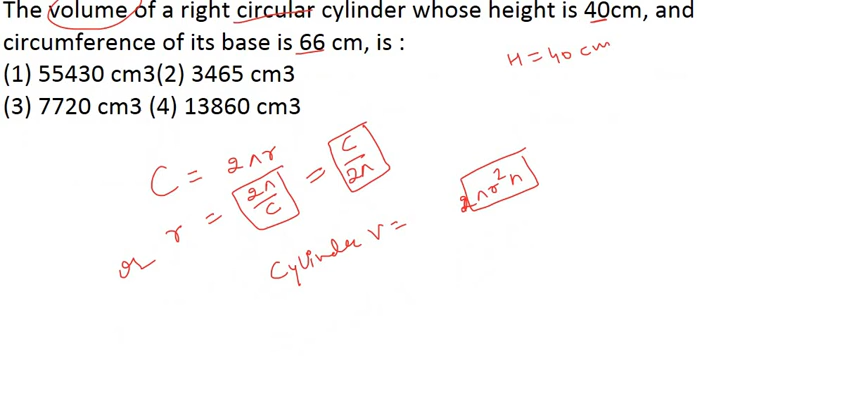 The volume of a right circular cylinder whose height is 40cm, and
circumference of its base is 66 cm, is :
(1) 55430 cm3(2) 3465 cm3
(3) 7720 cm3 (4) 13860 cm3
H = 40 cm
C = 2πr
or r = 2π/C = C/2π
Cylinder V = 2πr²h